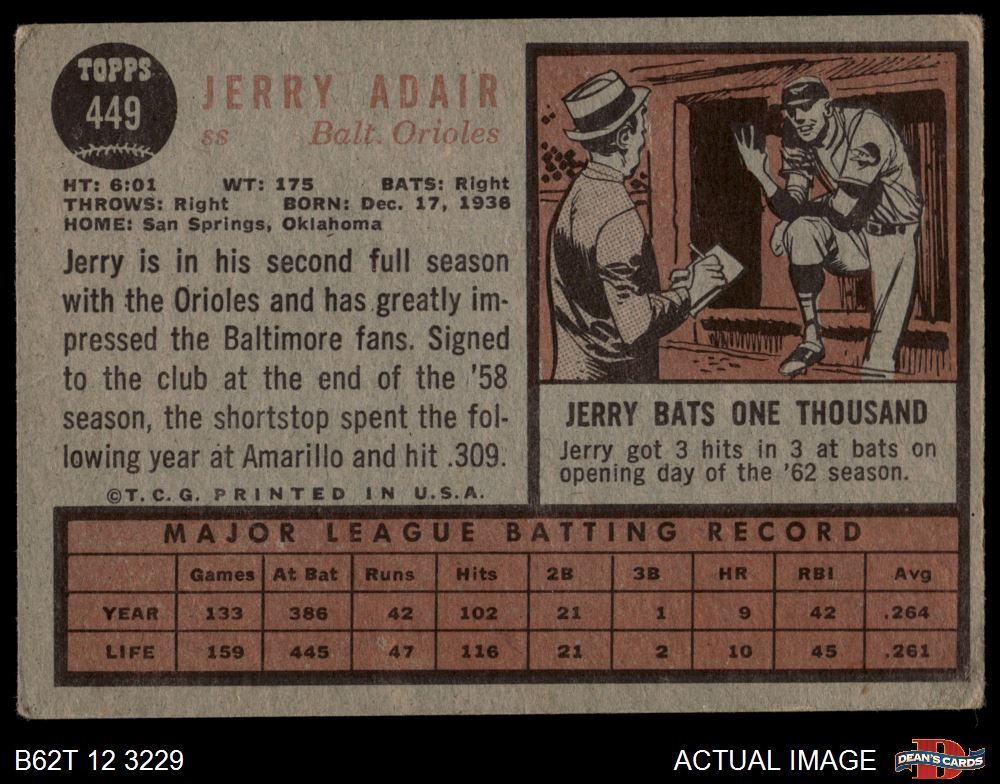 TOPPS
449
JERRY ADAIR
ss Balt. Orioles
HT: 6:01 WT: 175 BATS: Right
THROWS: Right BORN: Dec. 17, 1936
HOME: San Springs, Oklahoma
Jerry is in his second full season
with the Orioles and has greatly im-
pressed the Baltimore fans. Signed
to the club at the end of the '58
season, the shortstop spent the fol-
lowing year at Amarillo and hit .309.
©T.C.G. PRINTED IN U.S.A.
JERRY BATS ONE THOUSAND
Jerry got 3 hits in 3 at bats on
opening day of the '62 season.
MAJOR LEAGUE BATTING RECORD
Games At Bat Runs Hits 2B 3B HR RBI Avg
YEAR 133 386 42 102 21 1 9 42 .264
LIFE 159 445 47 116 21 2 10 45 .261
B62T 12 3229 ACTUAL IMAGE
D
DEAN'S CARDS